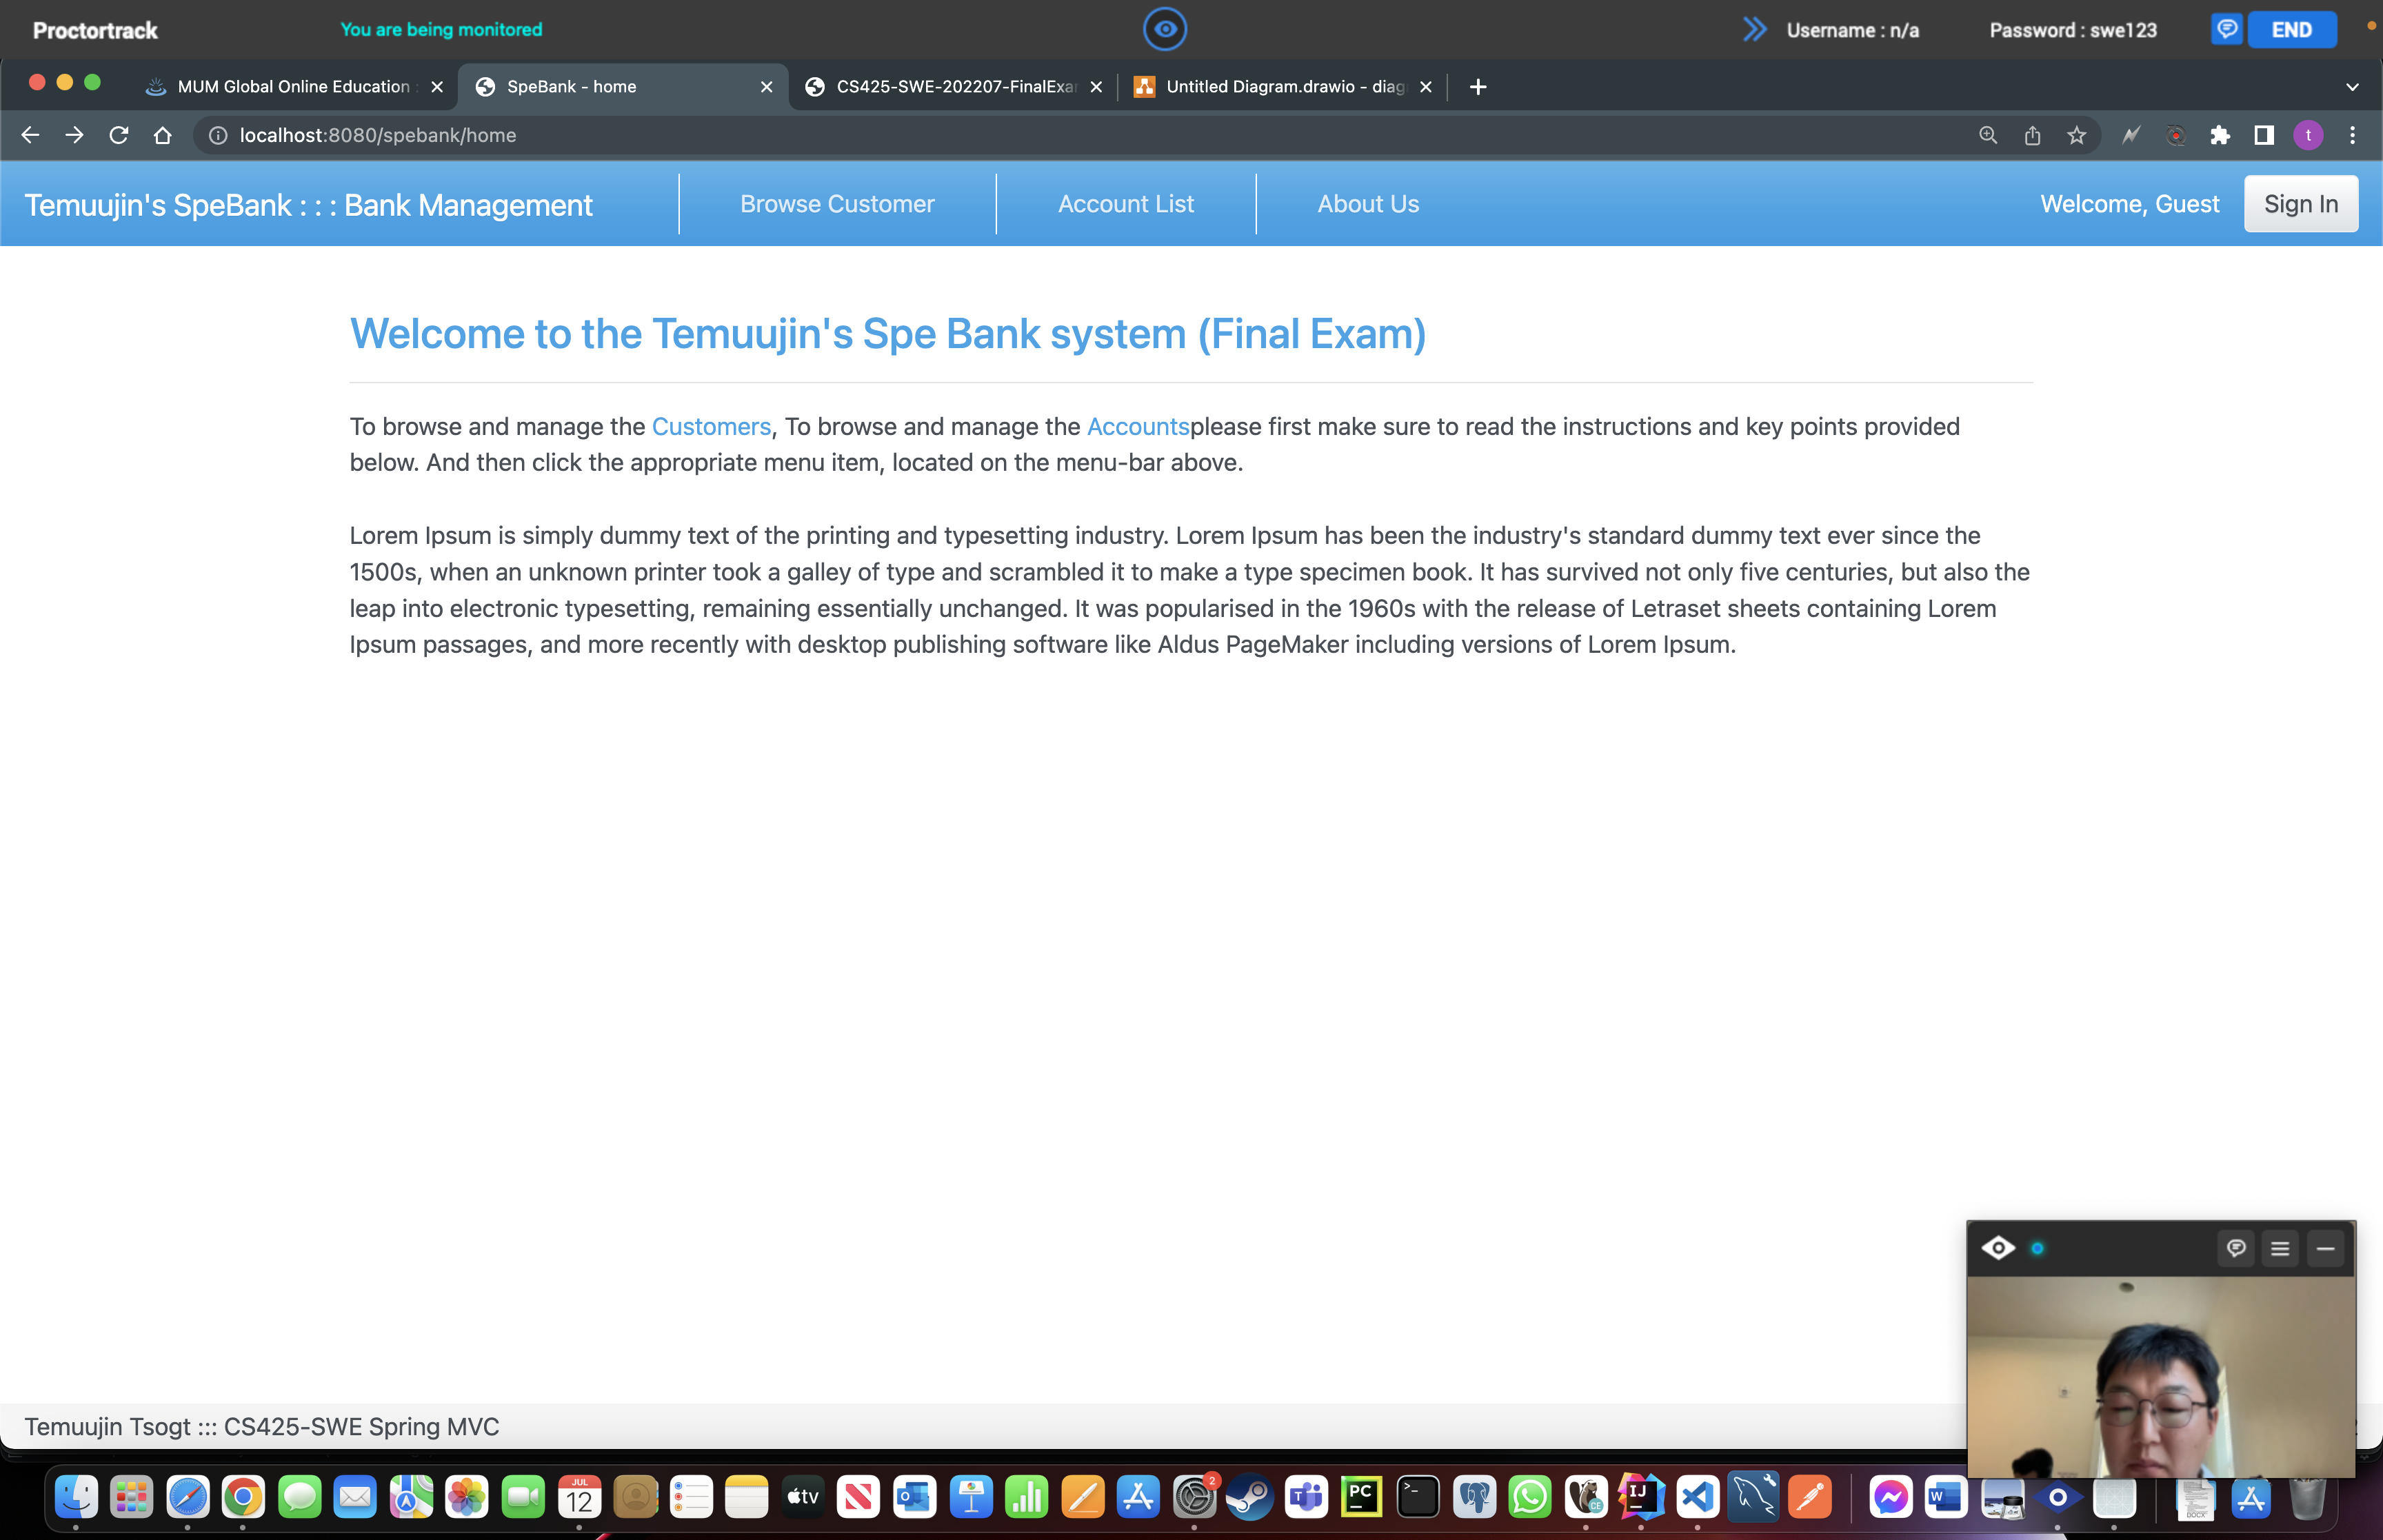 Proctortrack
You are being monitored
Username : n/a
Password : swe123
END
MUM Global Online Education
SpeBank - home
CS425-SWE-202207-FinalExa
Untitled Diagram.drawio - diag
localhost:8080/spebank/home
t
Temuujin's SpeBank : : : Bank Management
Browse Customer
Account List
About Us
Welcome, Guest
Sign In
Welcome to the Temuujin's Spe Bank system (Final Exam)
To browse and manage the Customers, To browse and manage the Accountsplease first make sure to read the instructions and key points provided
below. And then click the appropriate menu item, located on the menu-bar above.
Lorem Ipsum is simply dummy text of the printing and typesetting industry. Lorem Ipsum has been the industry's standard dummy text ever since the
1500s, when an unknown printer took a galley of type and scrambled it to make a type specimen book. It has survived not only five centuries, but also the
leap into electronic typesetting, remaining essentially unchanged. It was popularised in the 1960s with the release of Letraset sheets containing Lorem
Ipsum passages, and more recently with desktop publishing software like Aldus PageMaker including versions of Lorem Ipsum.
Temuujin Tsogt ::: CS425-SWE Spring MVC
JUL
12
tv
2
PC
IJ
CE
W
DOCX